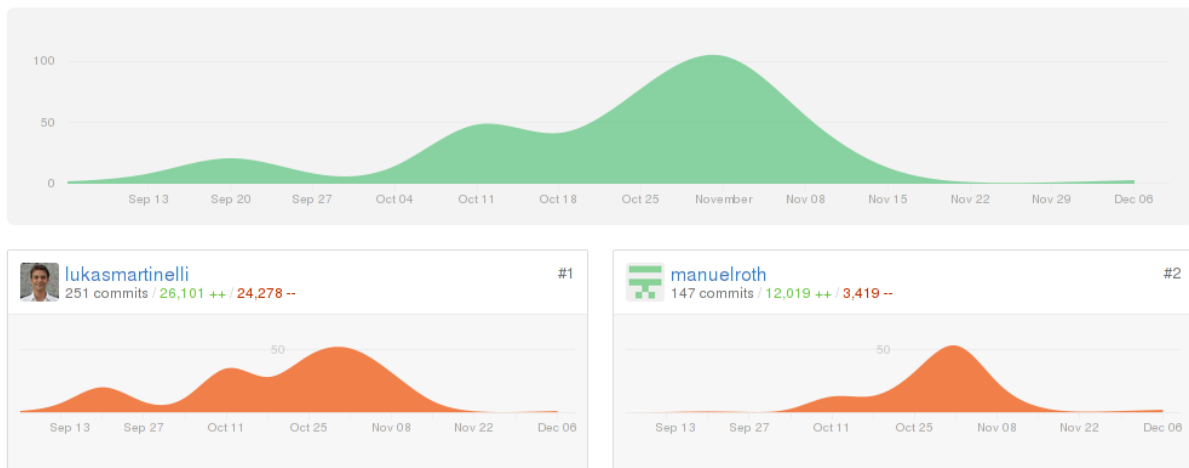 100
50
0
Sep 13 Sep 20 Sep 27 Oct 04 Oct 11 Oct 18 Oct 25 November Nov 08 Nov 15 Nov 22 Nov 29 Dec 06
lukasmartinelli #1
251 commits / 26,101 ++ / 24,278 --
50
Sep 13 Sep 27 Oct 11 Oct 25 Nov 08 Nov 22 Dec 06
manuelroth #2
147 commits / 12,019 ++ / 3,419 --
50
Sep 13 Sep 27 Oct 11 Oct 25 Nov 08 Nov 22 Dec 06